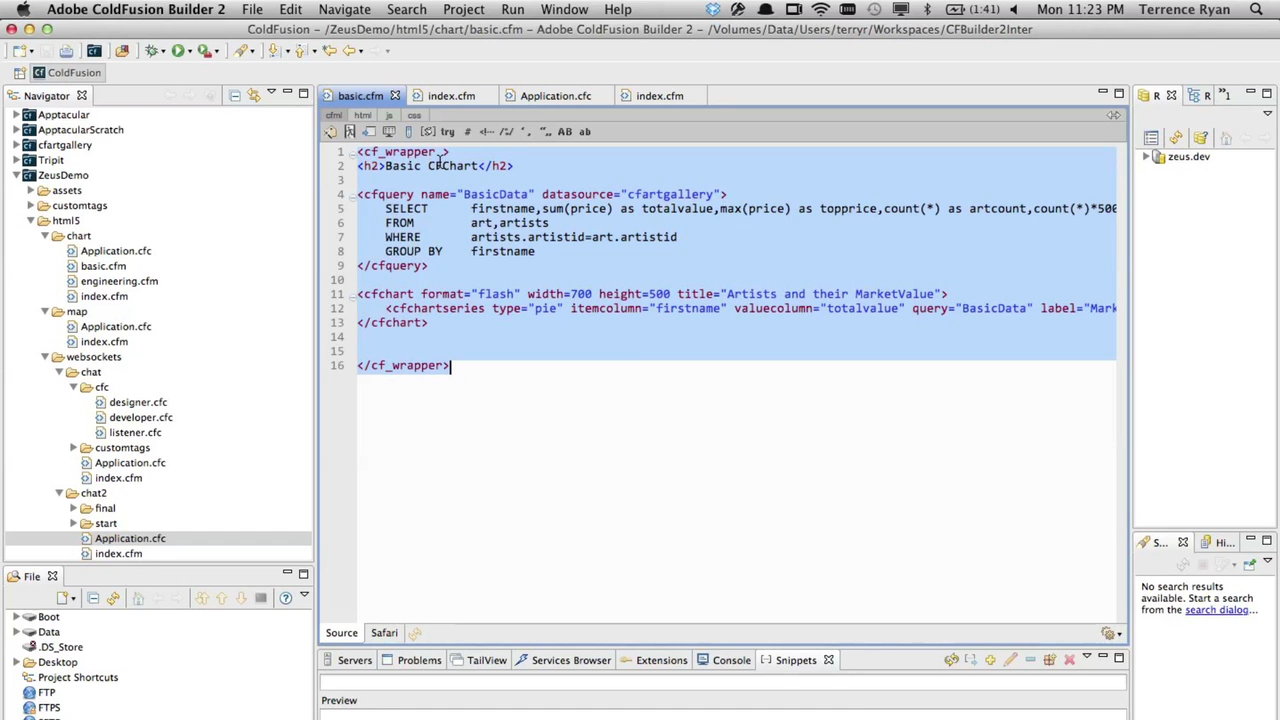 Adobe ColdFusion Builder 2 File Edit Navigate Search Project Run Window Help (1:41) Mon 11:23 PM Terrence Ryan
ColdFusion - /ZeusDemo/html5/chart/basic.cfm - Adobe ColdFusion Builder 2 - /Volumes/Data/Users/terryr/Workspaces/CFBuilder2Inter
ColdFusion
Navigator
Apptacular
ApptacularScratch
cfartgallery
Tripit
ZeusDemo
assets
customtags
html5
chart
Application.cfc
basic.cfm
engineering.cfm
index.cfm
map
Application.cfc
index.cfm
websockets
chat
cfc
designer.cfc
developer.cfc
listener.cfc
customtags
Application.cfc
index.cfm
chat2
final
start
Application.cfc
index.cfm
File
Boot
Data
.DS_Store
Desktop
Project Shortcuts
FTP
FTPS
basic.cfm index.cfm Application.cfc index.cfm
cfml html js css
try # AB ab
1 <cf_wrapper >
2 <h2>Basic CFChart</h2>
3
4 <cfquery name="BasicData" datasource="cfartgallery">
5 SELECT firstname,sum(price) as totalvalue,max(price) as topprice,count(*) as artcount,count(*)*500
6 FROM art,artists
7 WHERE artists.artistid=art.artistid
8 GROUP BY firstname
9 </cfquery>
10
11 <cfchart format="flash" width=700 height=500 title="Artists and their MarketValue">
12 <cfchartseries type="pie" itemcolumn="firstname" valuecolumn="totalvalue" query="BasicData" label="Mark
13 </cfchart>
14
15
16 </cf_wrapper>
Source Safari
Servers Problems TailView Services Browser Extensions Console Snippets
Preview
R R »1
zeus.dev
S... Hi...
No search results
available. Start a search
from the search dialog...